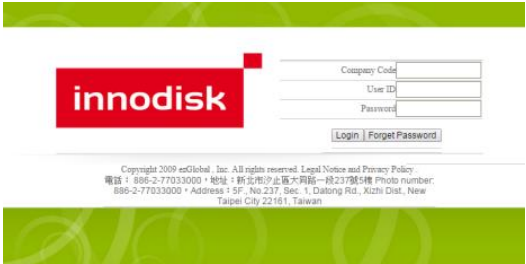 innodisk
Company Code
User ID
Password
Login | Forget Password
Copyright 2009 ezGlobal , Inc. All rights reserved. Legal Notice and Privacy Policy .
電話： 886-2-77033000，地址：新北市汐止區大同路一段237號5樓 Photo number:
886-2-77033000，Address：5F., No.237, Sec. 1, Datong Rd., Xizhi Dist., New
Taipei City 22161, Taiwan